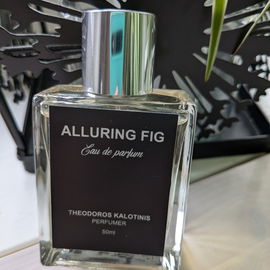 ALLURING FIG
Eau de parfum
THEODOROS KALOTINIS
PERFUMER
50ml